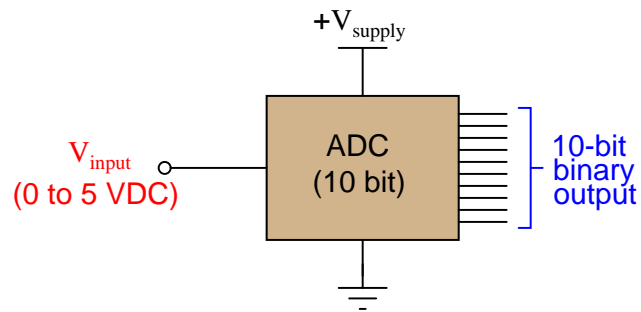 +Vsupply
ADC
(10 bit)
Vinput
(0 to 5 VDC)
10-bit
binary
output